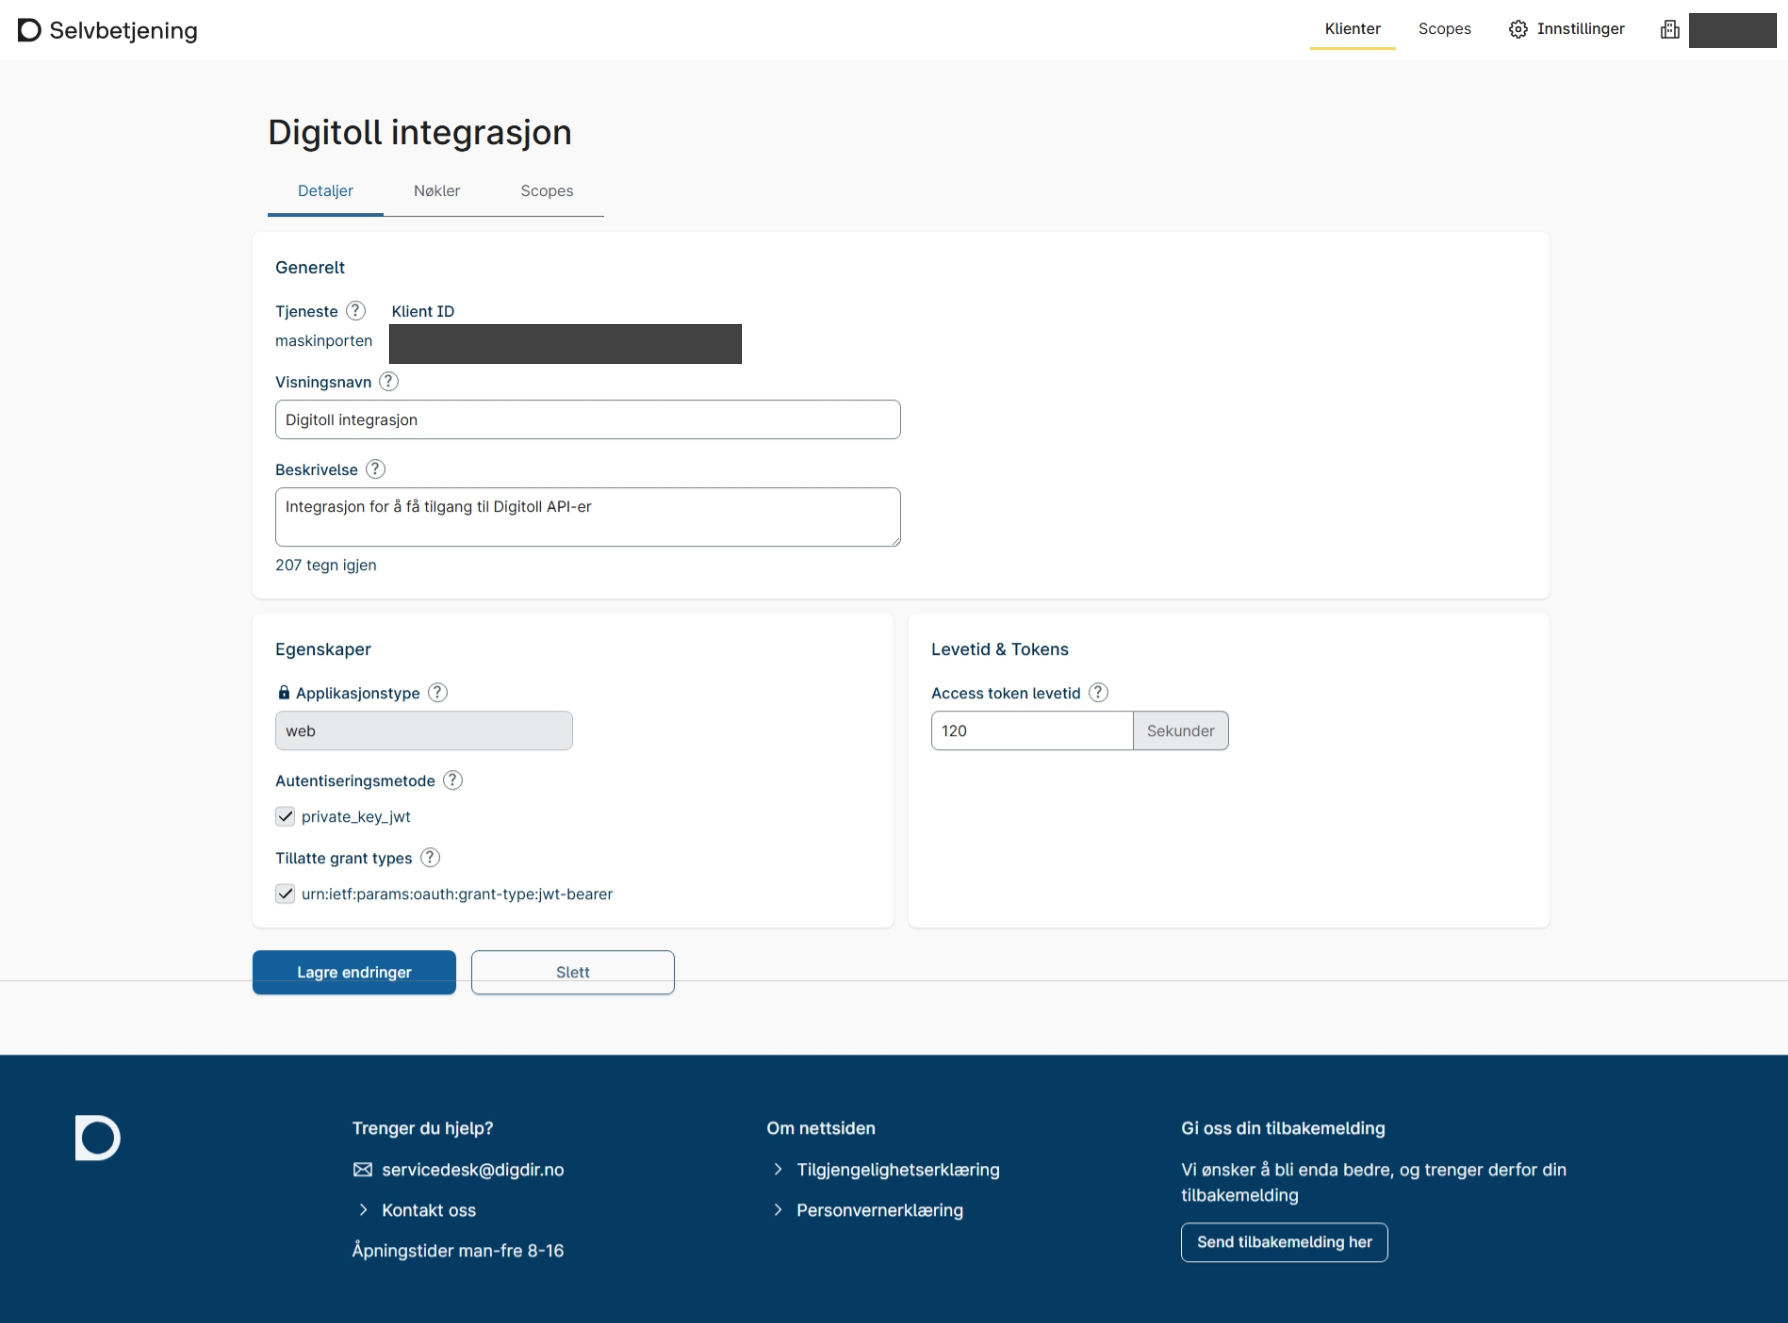 Selvbetjening
Klienter
Scopes
Innstillinger
Digitoll integrasjon
Detaljer
Nøkler
Scopes
Generelt
Tjeneste ?
Klient ID
maskinporten
Visningsnavn ?
Digitoll integrasjon
Beskrivelse ?
Integrasjon for å få tilgang til Digitoll API-er
207 tegn igjen
Egenskaper
Applikasjonstype ?
web
Autentiseringsmetode ?
private_key_jwt
Tillatte grant types ?
urn:ietf:params:oauth:grant-type:jwt-bearer
Levetid & Tokens
Access token levetid ?
120
Sekunder
Lagre endringer
Slett
Trenger du hjelp?
servicedesk@digdir.no
Kontakt oss
Åpningstider man-fre 8-16
Om nettsiden
Tilgjengelighetserklæring
Personvernerklæring
Gi oss din tilbakemelding
Vi ønsker å bli enda bedre, og trenger derfor din
tilbakemelding
Send tilbakemelding her